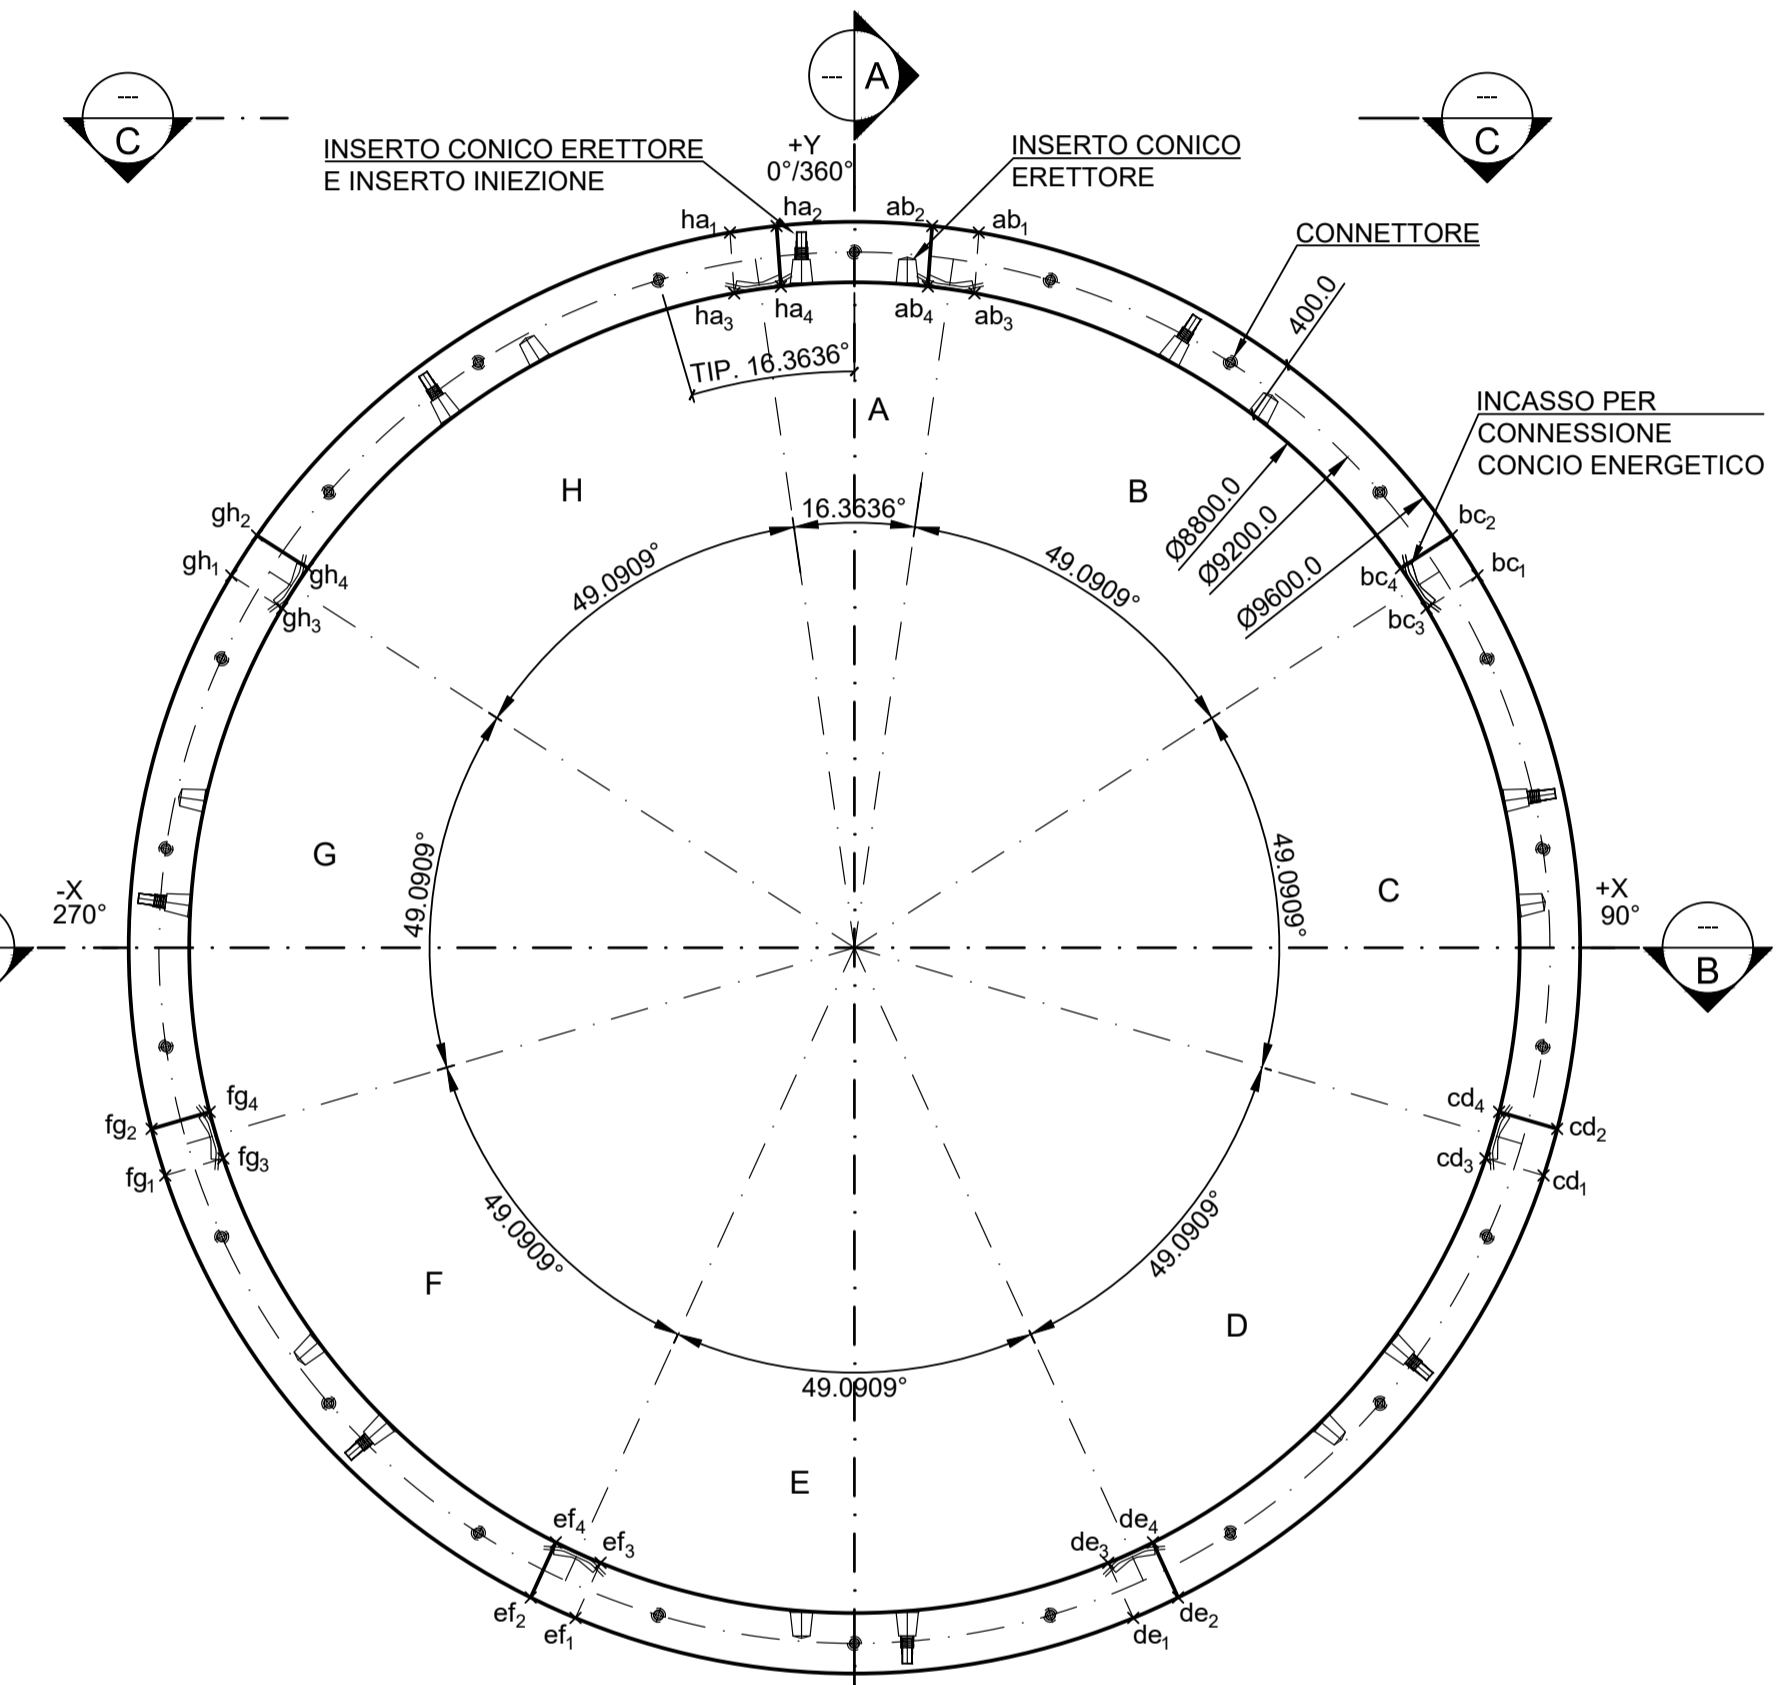 A
---
+Y
0°/360°
---
C
---
C
INSERTO CONICO ERETTORE
E INSERTO INIEZIONE
INSERTO CONICO
ERETTORE
CONNETTORE
ha1
ha2
ab2
ab1
ha3
ha4
ab4
ab3
400.0
TIP. 16.3636°
A
INCASSO PER
CONNESSIONE
CONCIO ENERGETICO
H
B
16.3636°
Ø8800.0
Ø9200.0
Ø9600.0
gh2
gh1
gh4
gh3
bc2
bc1
bc4
bc3
49.0909°
49.0909°
G
C
49.0909°
49.0909°
-X
270°
+X
90°
---
B
fg4
fg2
fg3
fg1
cd4
cd2
cd3
cd1
49.0909°
49.0909°
F
D
49.0909°
E
ef4
ef3
ef2
ef1
de4
de3
de2
de1